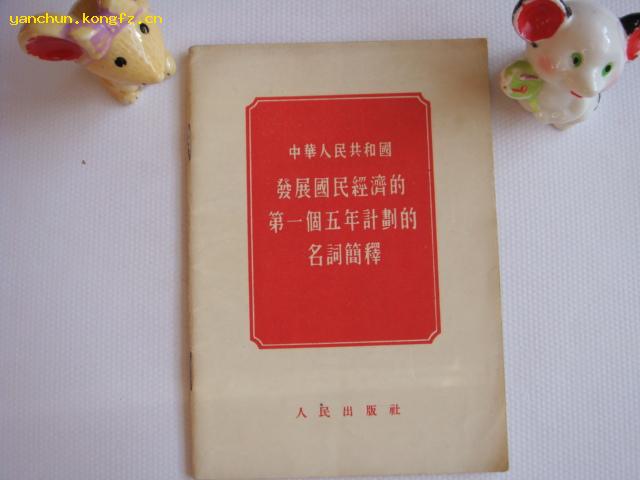 yanchun.kongfz.cn
中華人民共和國
發展國民經濟的
第一個五年計劃的
名詞簡釋
人民出版社